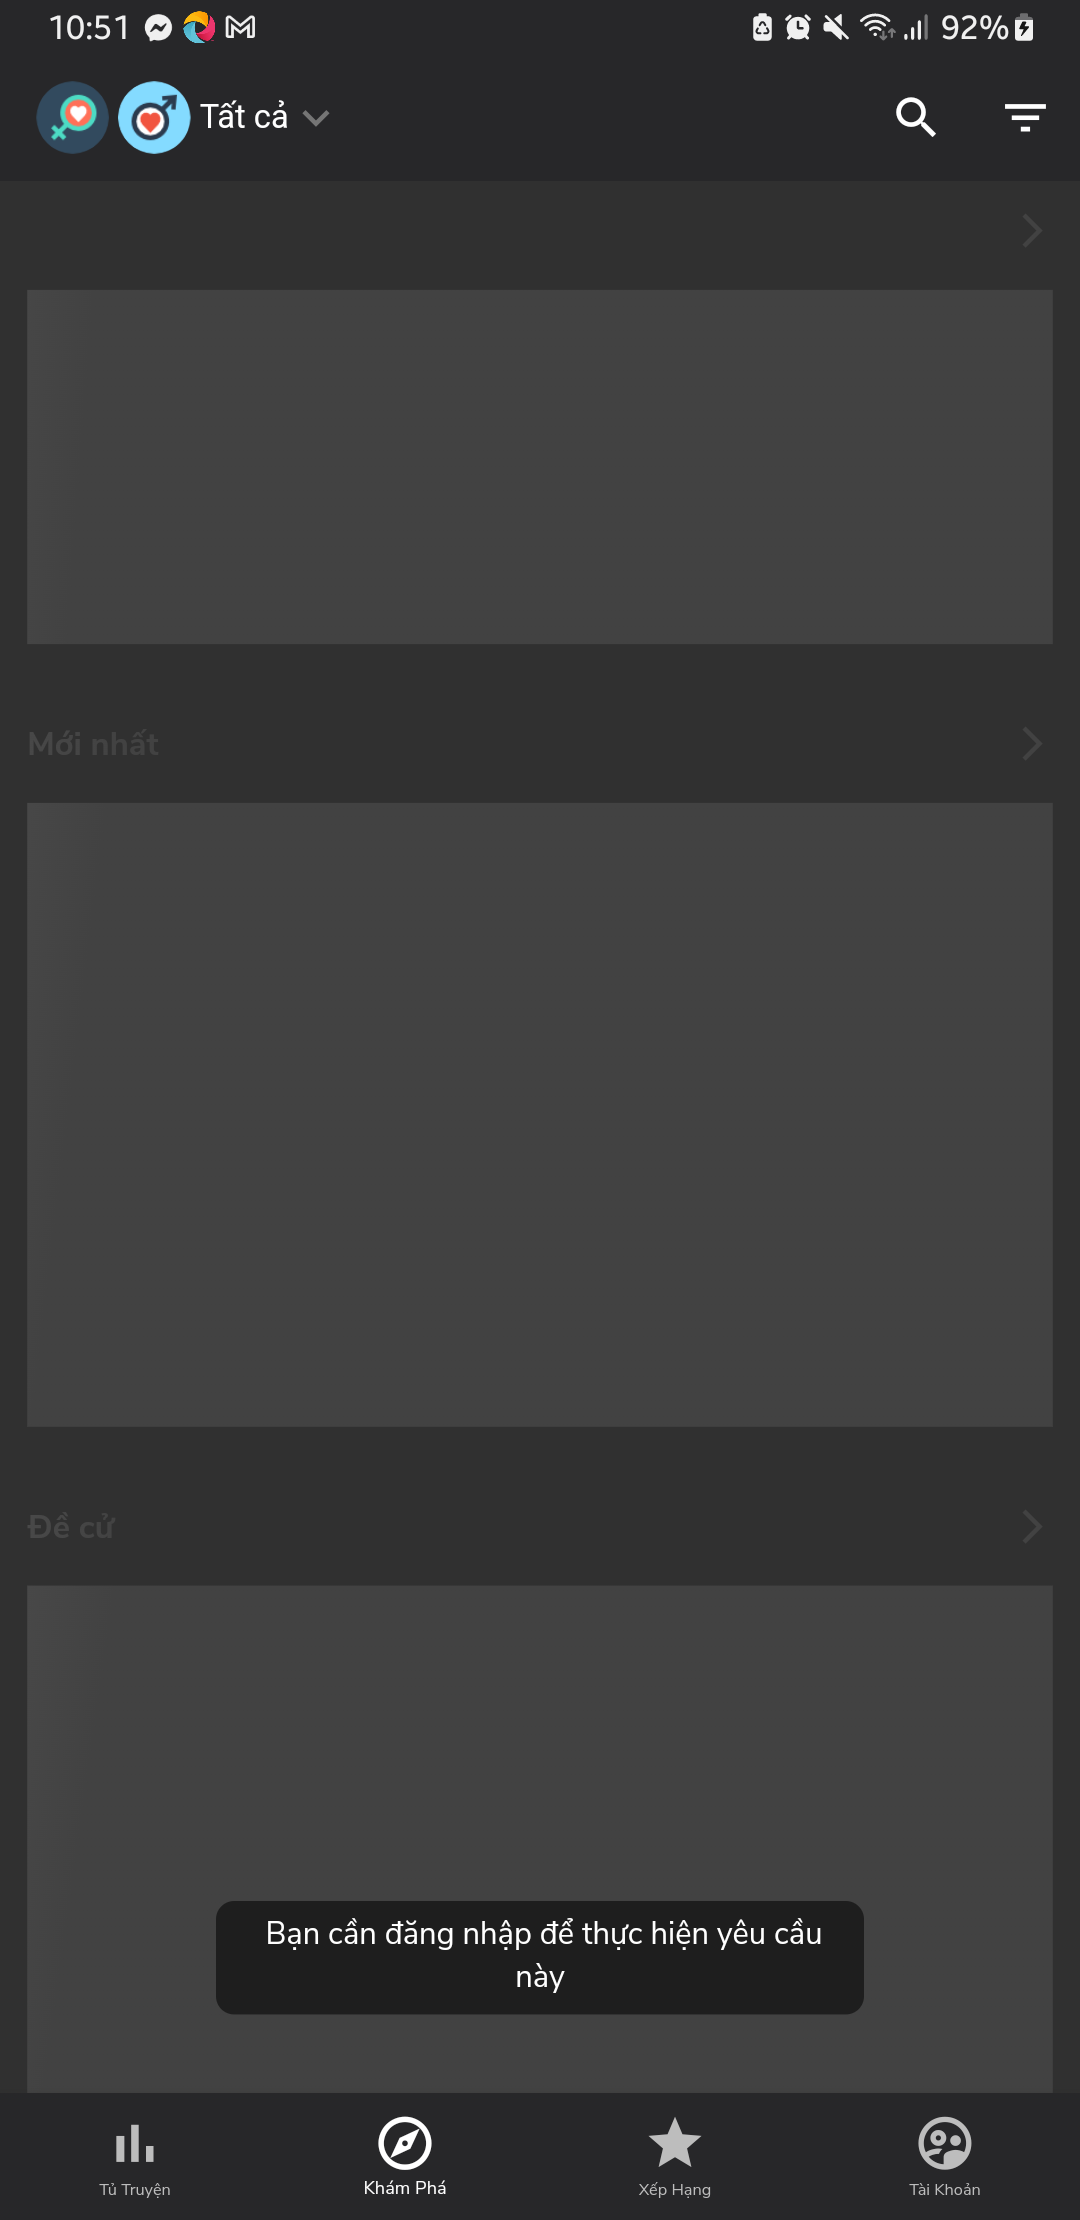 10:51
92%
Tất cả
Mới nhất
Đề cử
Bạn cần đăng nhập để thực hiện yêu cầu
này
Tủ Truyện
Khám Phá
Xếp Hạng
Tài Khoản